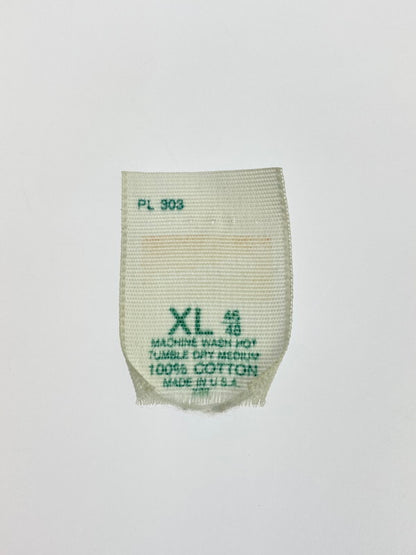 PL 303
XL 46
48
MACHINE WASH HOT
TUMBLE DRY MEDIUM
100% COTTON
MADE IN U.S.A.